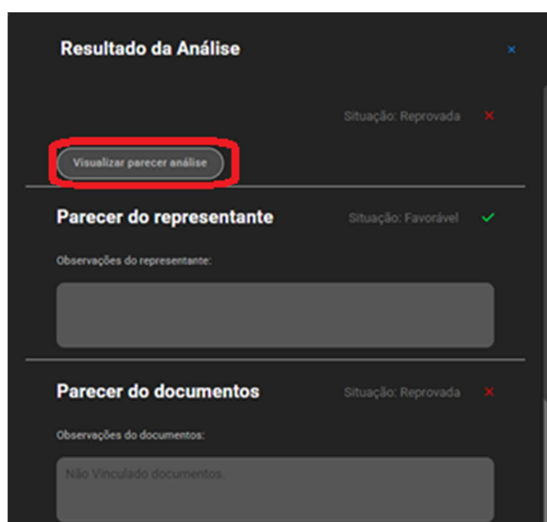 Resultado da Análise
Situação: Reprovada
Visualizar parecer análise
Parecer do representante
Situação: Favorável
Observações do representante:
Parecer do documentos
Situação: Reprovada
Observações do documentos:
Não Vinculado documentos.